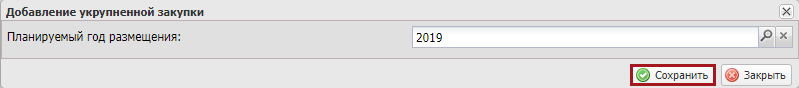 Добавление укрупненной закупки
Планируемый год размещения: 2019
Сохранить Закрыть